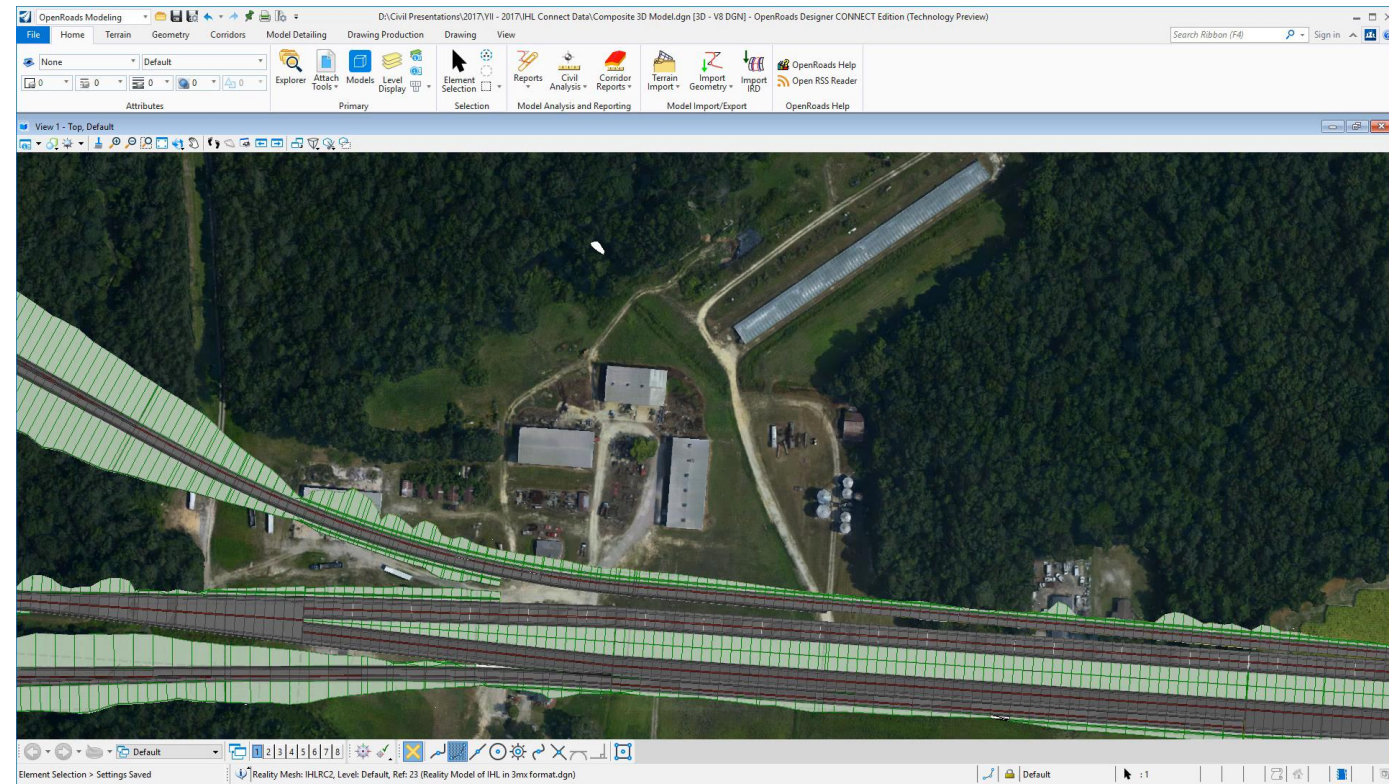 OpenRoads Modeling
D:\Civil Presentations\2017\YII - 2017\IHL Connect Data\Composite 3D Model.dgn [3D - V8 DGN] - OpenRoads Designer CONNECT Edition (Technology Preview)
File Home Terrain Geometry Corridors Model Detailing Drawing Production Drawing View
Search Ribbon (F4) Sign in
None Default
0 0 0 0 0
Attributes
Explorer Attach Tools Models Level Display
Primary
Element Selection
Selection
Reports Civil Analysis Corridor Reports
Model Analysis and Reporting
Terrain Import Import Geometry Import IRD
Model Import/Export
OpenRoads Help
Open RSS Reader
OpenRoads Help
View 1 - Top, Default
Default 1 2 3 4 5 6 7 8
Element Selection > Settings Saved
Reality Mesh: IHLRC2, Level: Default, Ref: 23 (Reality Model of IHL in 3mx format.dgn)
Default
: 1